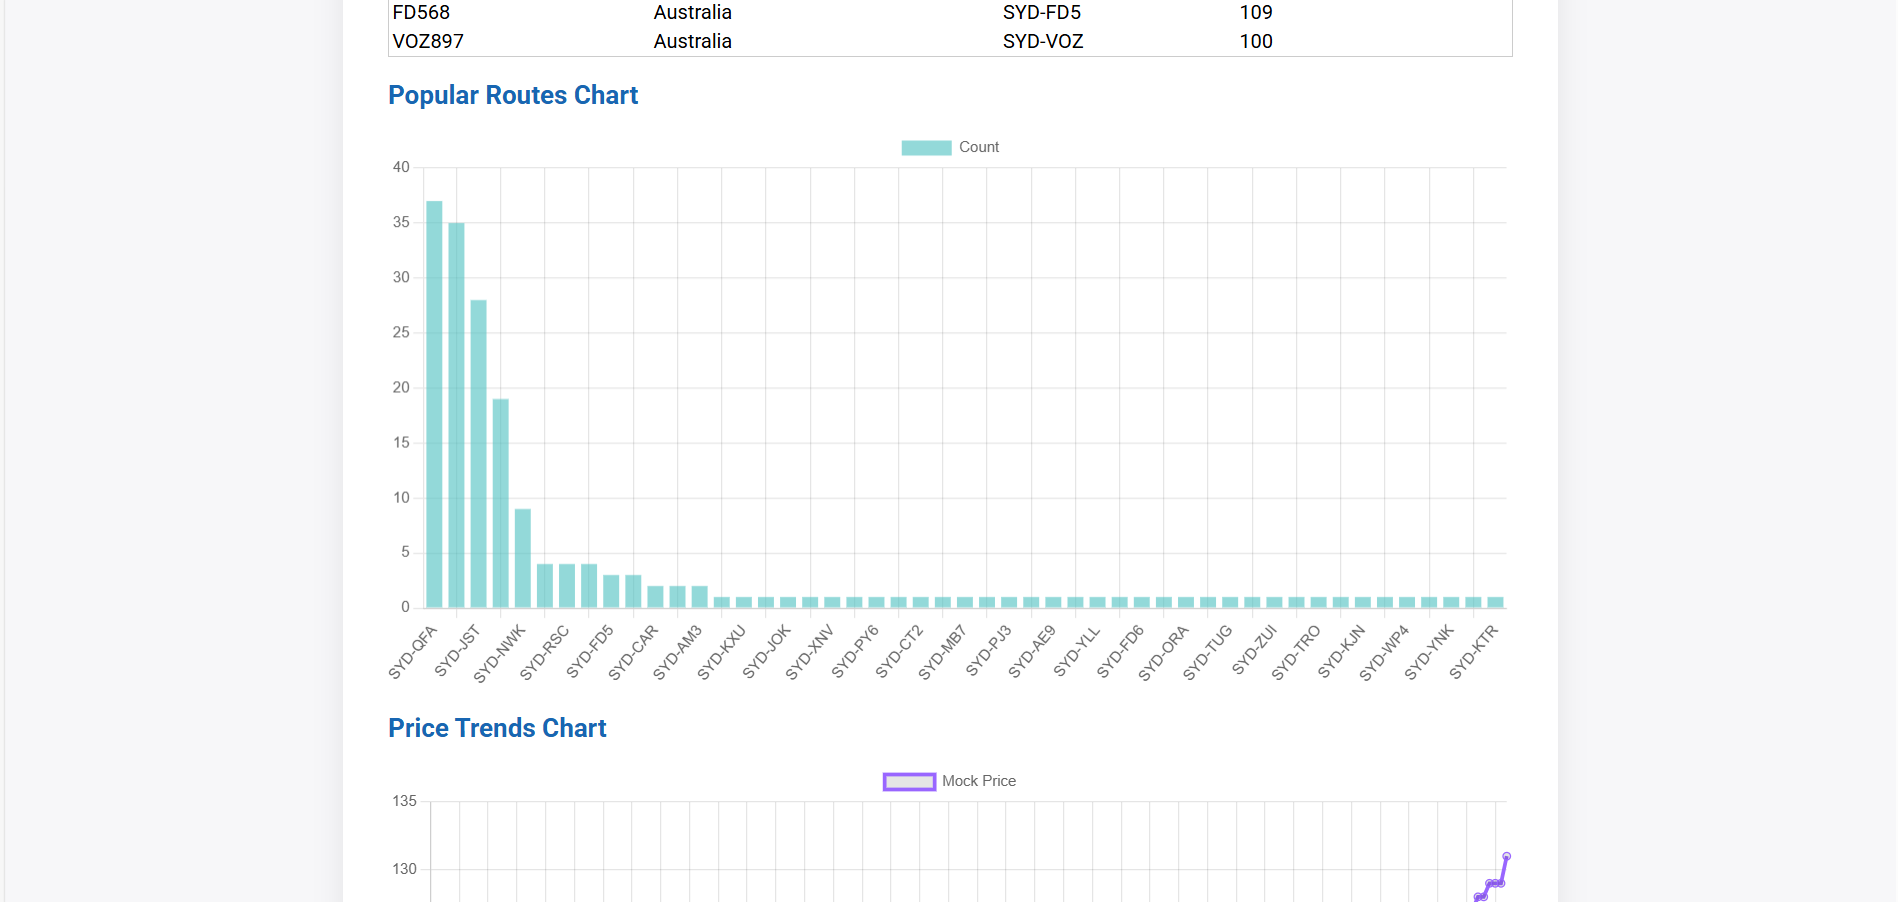 FD568 Australia SYD-FD5 109
VOZ897 Australia SYD-VOZ 100
Popular Routes Chart
Count
40
35
30
25
20
15
10
5
0
SYD-QFA SYD-JST SYD-NWK SYD-RSC SYD-FD5 SYD-CAR SYD-AM3 SYD-KXU SYD-JOK SYD-XNV SYD-PY6 SYD-CT2 SYD-MB7 SYD-PJ3 SYD-AE9 SYD-YLL SYD-FD6 SYD-ORA SYD-TUG SYD-ZUI SYD-TRO SYD-KJN SYD-WP4 SYD-YNK SYD-KTR
Price Trends Chart
Mock Price
135
130